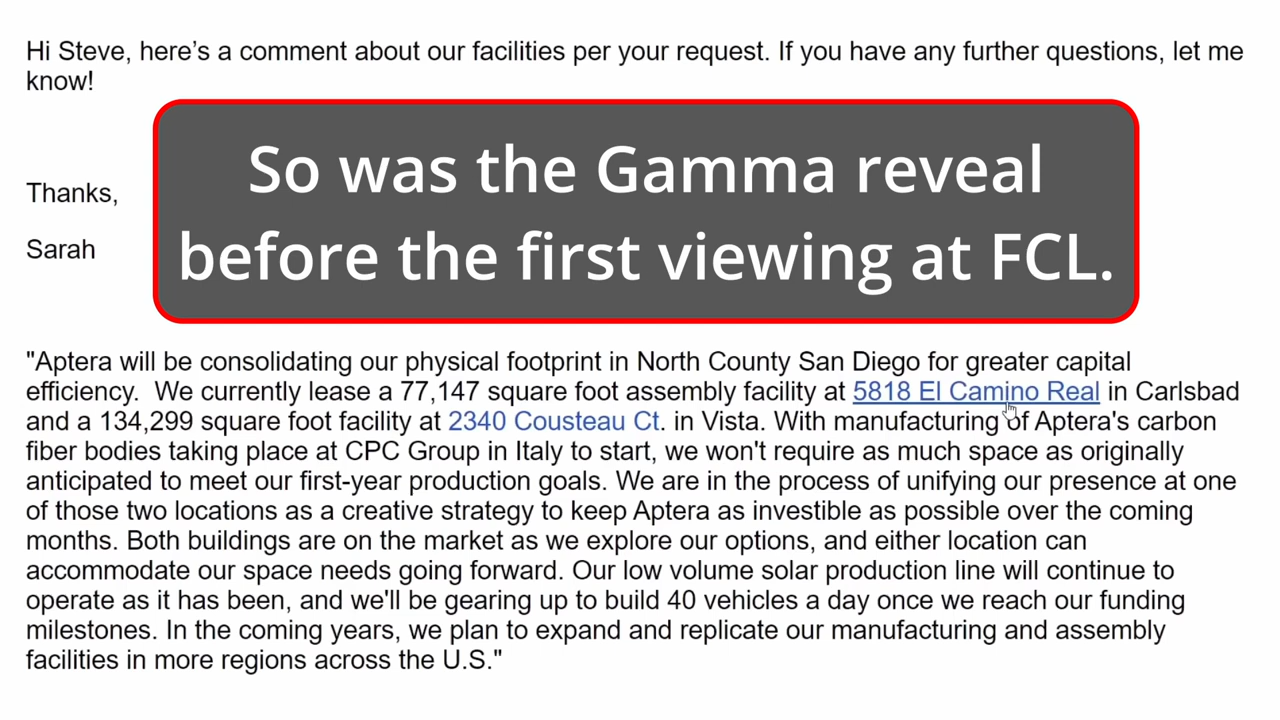 Hi Steve, here’s a comment about our facilities per your request. If you have any further questions, let me
know!
So was the Gamma reveal
before the first viewing at FCL.
Thanks,
Sarah
"Aptera will be consolidating our physical footprint in North County San Diego for greater capital
efficiency.  We currently lease a 77,147 square foot assembly facility at 5818 El Camino Real in Carlsbad
and a 134,299 square foot facility at 2340 Cousteau Ct. in Vista. With manufacturing of Aptera's carbon
fiber bodies taking place at CPC Group in Italy to start, we won't require as much space as originally
anticipated to meet our first-year production goals. We are in the process of unifying our presence at one
of those two locations as a creative strategy to keep Aptera as investible as possible over the coming
months. Both buildings are on the market as we explore our options, and either location can
accommodate our space needs going forward. Our low volume solar production line will continue to
operate as it has been, and we'll be gearing up to build 40 vehicles a day once we reach our funding
milestones. In the coming years, we plan to expand and replicate our manufacturing and assembly
facilities in more regions across the U.S."